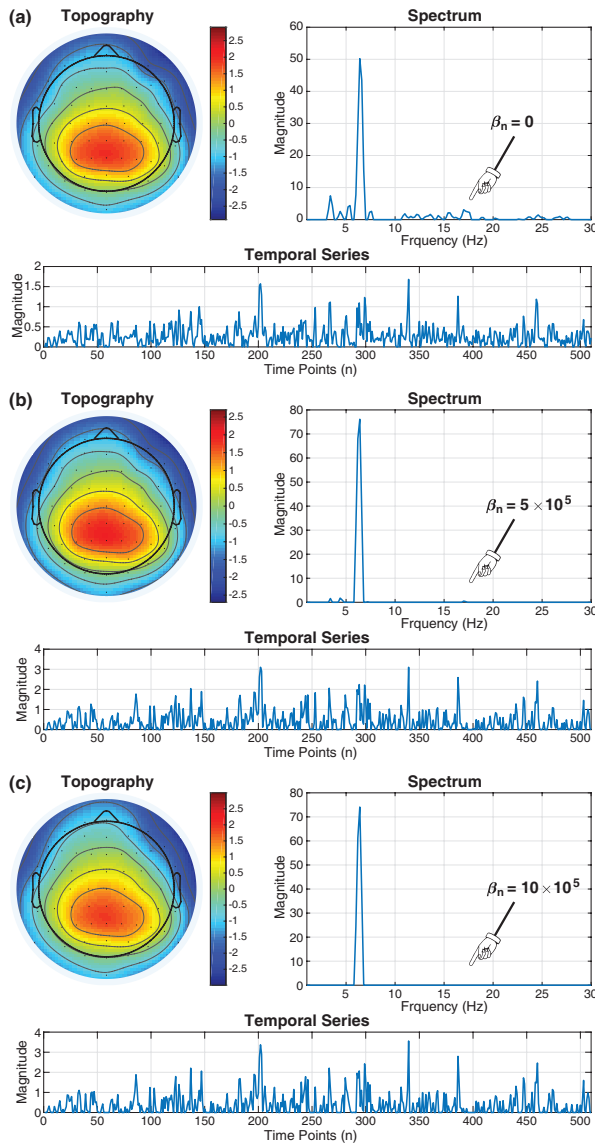 (a) Topography Spectrum
2.5
2
1.5
1
0.5
0
-0.5
-1
-1.5
-2
-2.5
Magnitude
60
50
40
30
20
10
0
βn = 0
5 10 15 20 25 30
Frquency (Hz)
Temporal Series
Magnitude
2
1.5
1
0.5
0
0 50 100 150 200 250 300 350 400 450 500
Time Points (n)
(b) Topography Spectrum
2.5
2
1.5
1
0.5
0
-0.5
-1
-1.5
-2
-2.5
Magnitude
80
70
60
50
40
30
20
10
0
βn = 5 × 10⁵
5 10 15 20 25 30
Frquency (Hz)
Temporal Series
Magnitude
4
3
2
1
0
0 50 100 150 200 250 300 350 400 450 500
Time Points (n)
(c) Topography Spectrum
2.5
2
1.5
1
0.5
0
-0.5
-1
-1.5
-2
-2.5
Magnitude
80
70
60
50
40
30
20
10
0
βn = 10 × 10⁵
5 10 15 20 25 30
Frquency (Hz)
Temporal Series
Magnitude
4
3
2
1
0
0 50 100 150 200 250 300 350 400 450 500
Time Points (n)